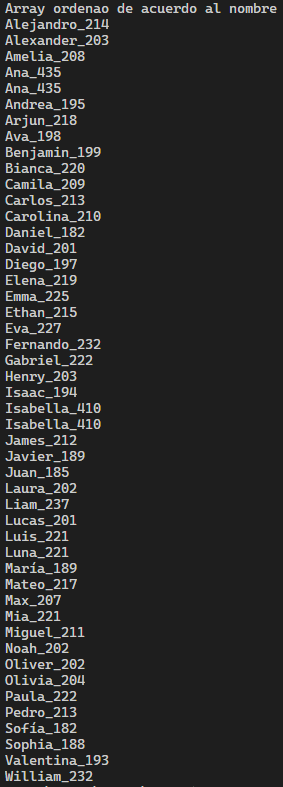 Array ordenao de acuerdo al nombre
Alejandro_214
Alexander_203
Amelia_208
Ana_435
Ana_435
Andrea_195
Arjun_218
Ava_198
Benjamin_199
Bianca_220
Camila_209
Carlos_213
Carolina_210
Daniel_182
David_201
Diego_197
Elena_219
Emma_225
Ethan_215
Eva_227
Fernando_232
Gabriel_222
Henry_203
Isaac_194
Isabella_410
Isabella_410
James_212
Javier_189
Juan_185
Laura_202
Liam_237
Lucas_201
Luis_221
Luna_221
María_189
Mateo_217
Max_207
Mia_221
Miguel_211
Noah_202
Oliver_202
Olivia_204
Paula_222
Pedro_213
Sofía_182
Sophia_188
Valentina_193
William_232